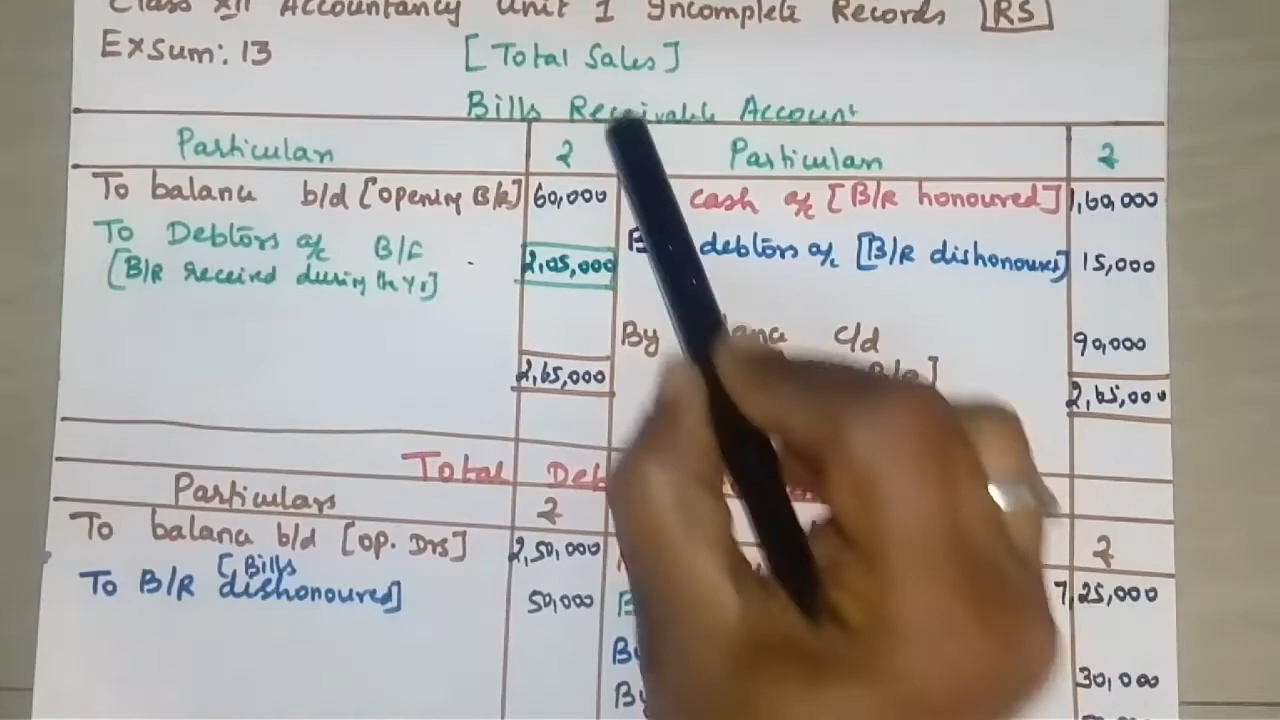 Class XII Accountancy Unit 1 Incomplete Records [RS]
ExSum: 13 [Total Sales]
Bills Receivable Account
Particulars ₹ Particulars ₹
To balance b/d [opening B/R] 60,000 cash a/c [B/R honoured] 1,60,000
To Debtors a/c B/F 2,05,000 debtors a/c [B/R dishonoured] 15,000
[B/R received during the yr]
By c/d 90,000
2,65,000 2,65,000
Total
Particulars ₹ ₹
To balance b/d [op. Drs] 2,50,000 7,25,000
To B/R [Bills dishonoured] 50,000
30,000
By